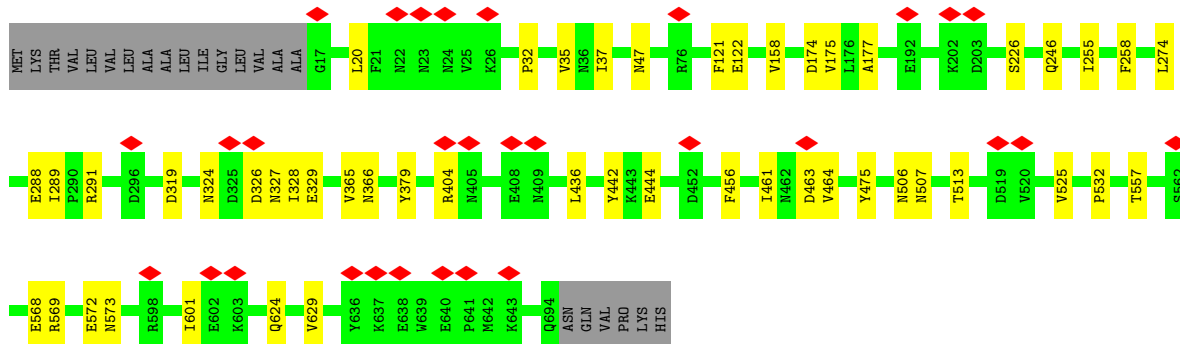 MET LYS THR VAL LEU VAL LEU ALA ALA LEU ILE GLY LEU VAL ALA ALA G17 L20 F21 N22 N23 N24 V25 K26 P32 V35 N36 I37 N47 R76 F121 E122 V158 D174 V175 L176 A177 E192 K202 D203 S226 Q246 I255 F258 L274
E288 I289 P290 R291 D296 D319 N324 D325 D326 N327 I328 E329 V365 N366 Y379 R404 N405 E408 N409 L436 Y442 K443 E444 D452 F456 I461 N462 D463 V464 Y475 N506 N507 T513 D519 V520 V525 P532 T557 S562
E568 R569 E572 N573 R598 I601 E602 K603 Q624 V629 Y636 K637 E638 W639 E640 P641 M642 K643 Q694 ASN GLN VAL PRO LYS HIS